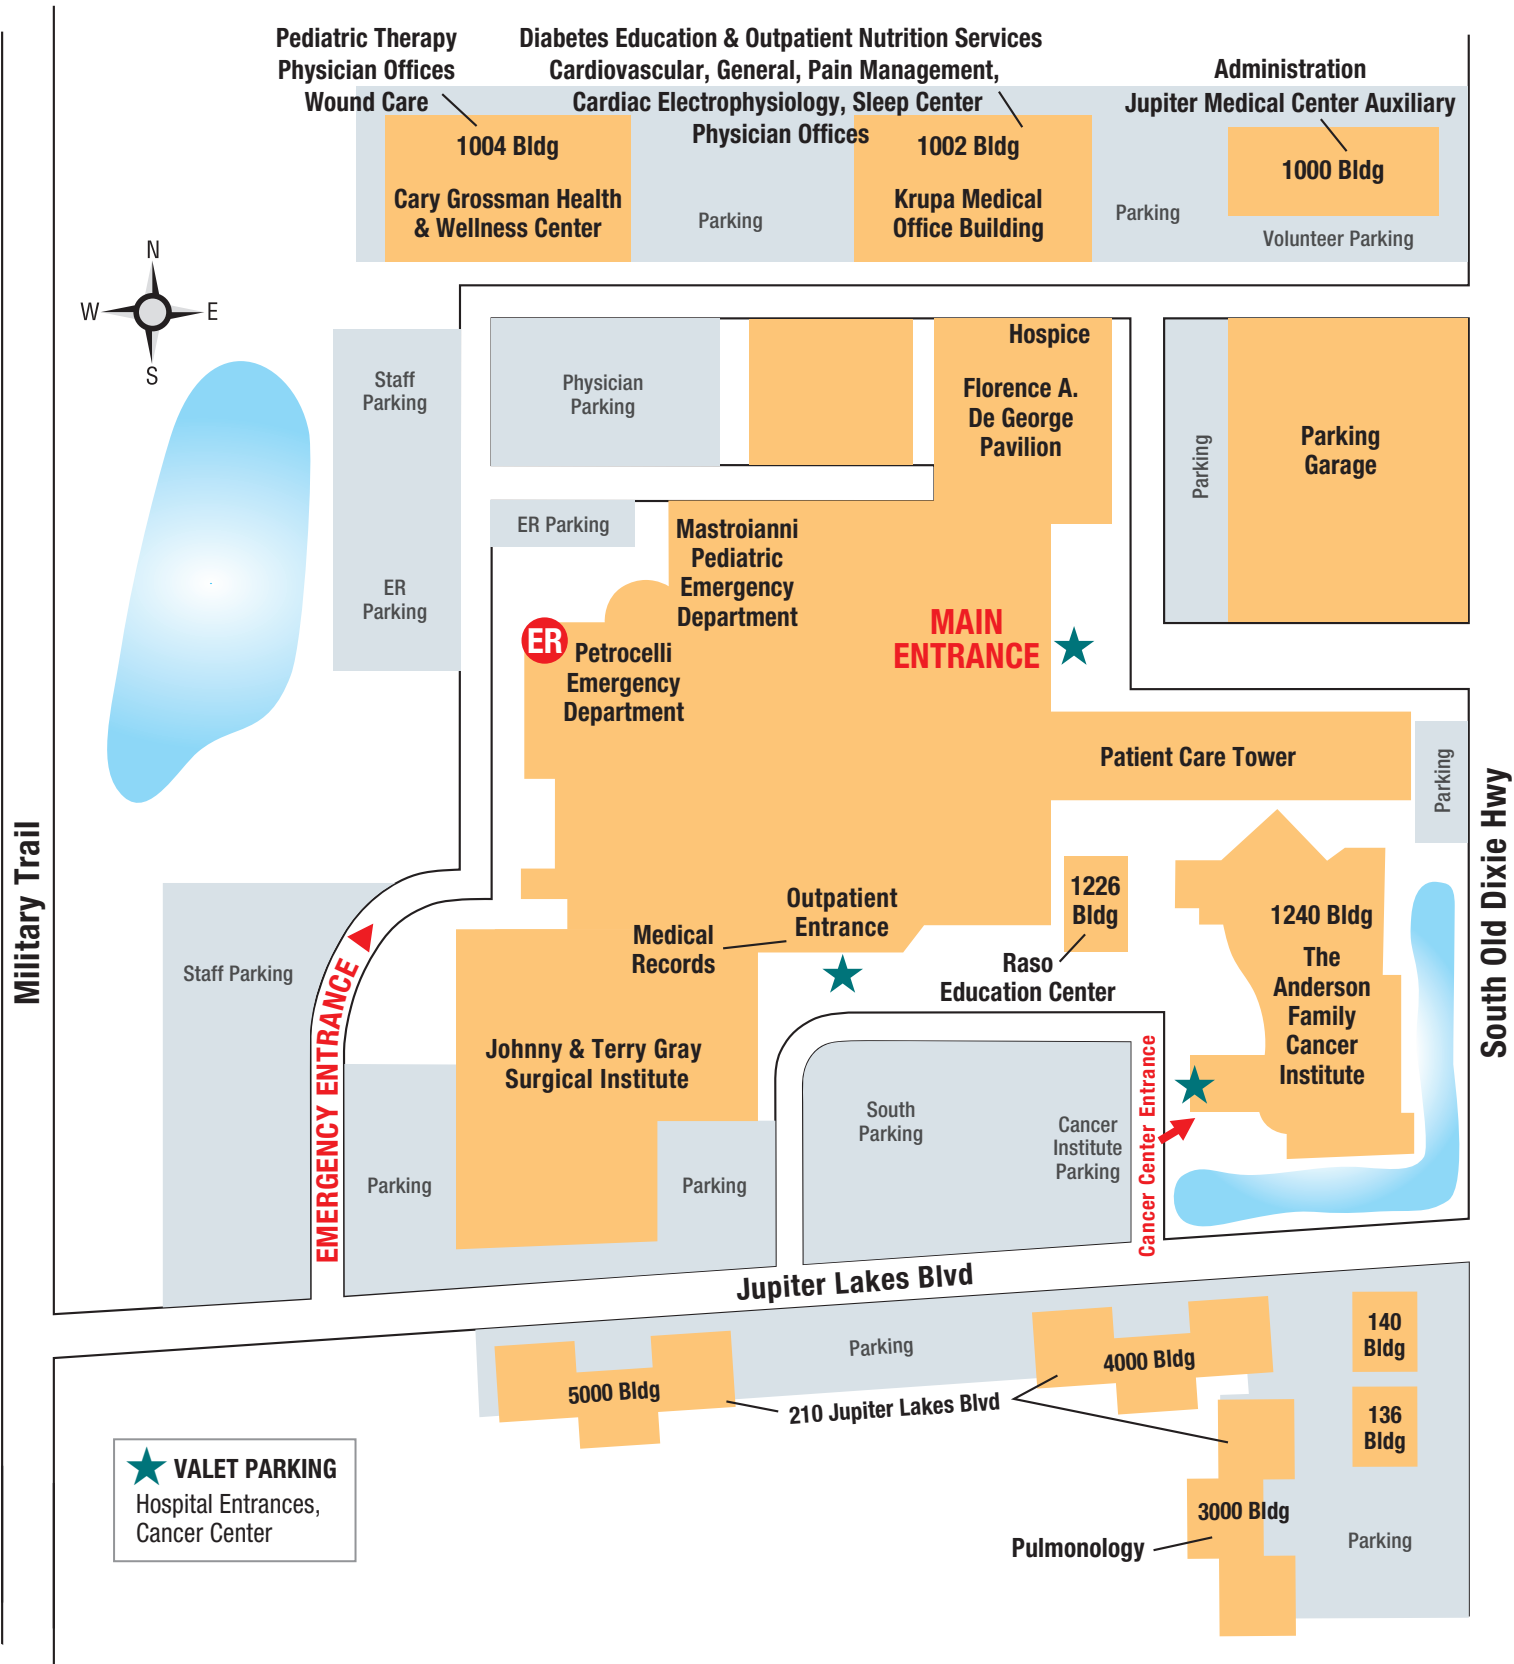 Pediatric Therapy
Physician Offices
Wound Care
Diabetes Education & Outpatient Nutrition Services
Cardiovascular, General, Pain Management,
Cardiac Electrophysiology, Sleep Center
Physician Offices
Administration
Jupiter Medical Center Auxiliary
1004 Bldg
Cary Grossman Health
& Wellness Center
Parking
1002 Bldg
Krupa Medical
Office Building
Parking
1000 Bldg
Volunteer Parking
N
W
E
S
Staff
Parking
Physician
Parking
Hospice
Florence A.
De George
Pavilion
Parking
Parking
Garage
ER Parking
ER
Parking
Mastroianni
Pediatric
Emergency
Department
ER
Petrocelli
Emergency
Department
MAIN
ENTRANCE
Patient Care Tower
Parking
Military Trail
South Old Dixie Hwy
Outpatient
Entrance
Medical
Records
1226
Bldg
Raso
Education Center
1240 Bldg
The
Anderson
Family
Cancer
Institute
Staff Parking
EMERGENCY ENTRANCE
Johnny & Terry Gray
Surgical Institute
South
Parking
Cancer
Institute
Parking
Cancer Center Entrance
Parking
Parking
Jupiter Lakes Blvd
Parking
5000 Bldg
4000 Bldg
210 Jupiter Lakes Blvd
140
Bldg
136
Bldg
3000 Bldg
Pulmonology
Parking
VALET PARKING
Hospital Entrances,
Cancer Center